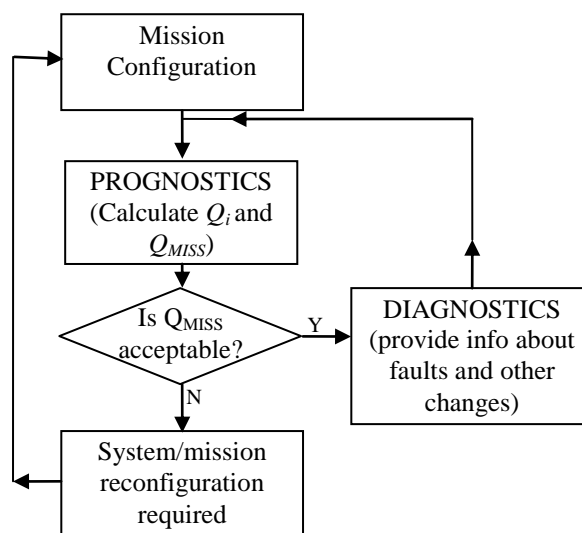 Mission
Configuration
PROGNOSTICS
(Calculate Qi and
QMISS)
Is QMISS
acceptable?
Y
DIAGNOSTICS
(provide info about
faults and other
changes)
N
System/mission
reconfiguration
required